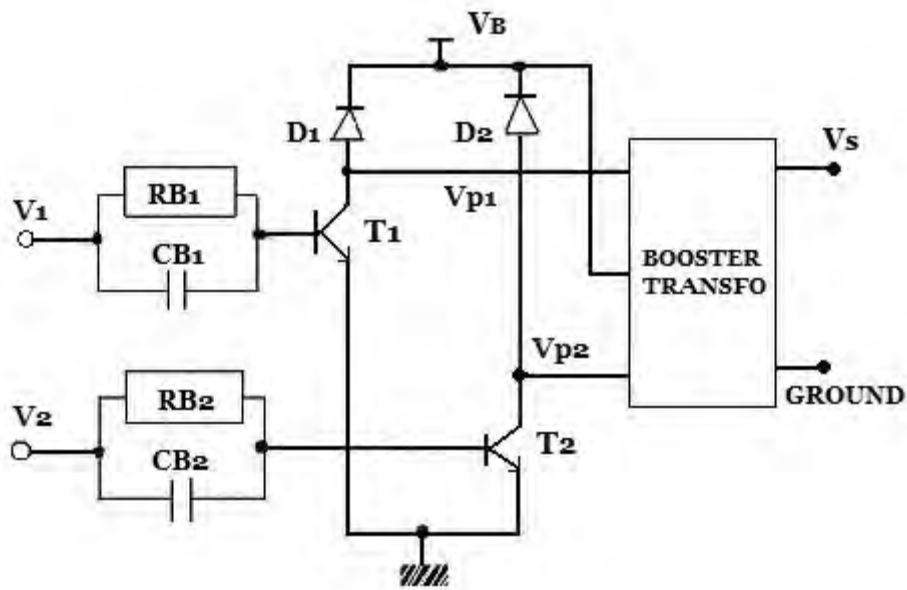 VB
D1
D2
Vs
RB1
V1
Vp1
T1
CB1
BOOSTER
TRANSFO
Vp2
RB2
GROUND
V2
T2
CB2